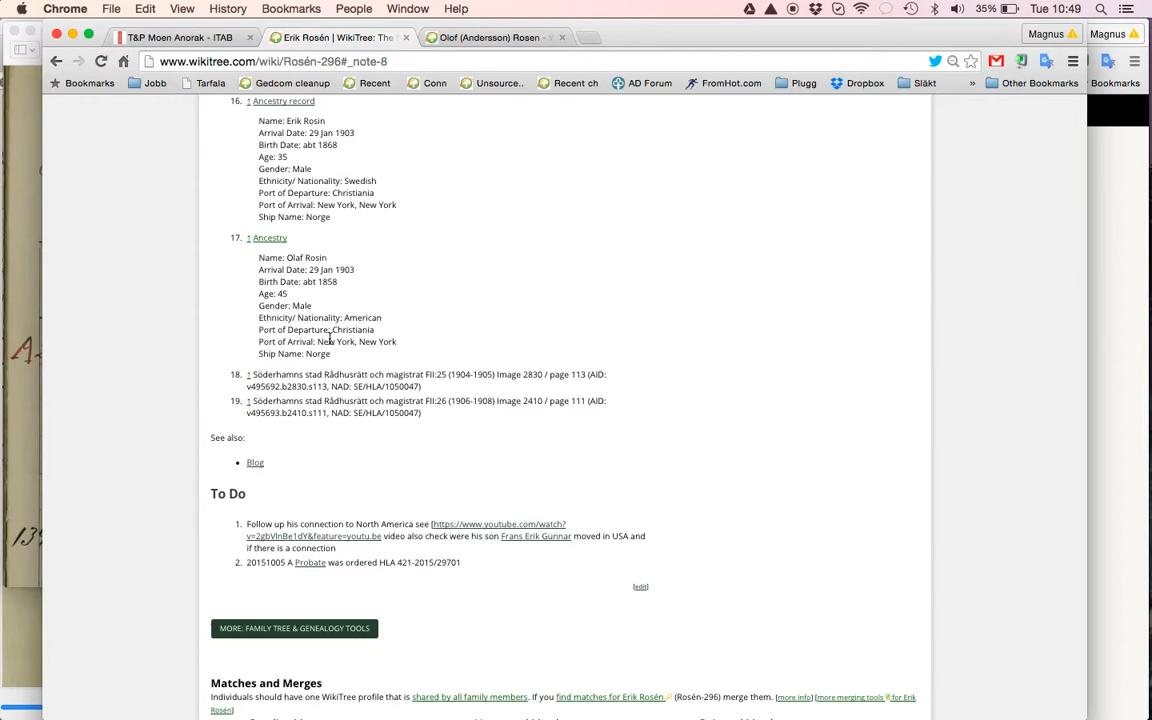 Chrome File Edit View History Bookmarks People Window Help 35% Tue 10:49
T&P Moen Anorak - ITAB × Erik Rosén | WikiTree: The × Olof (Andersson) Rosen - × Magnus Magnus
www.wikitree.com/wiki/Rosén-296#_note-8
Bookmarks Jobb Tarfala Gedcom cleanup Recent Conn Unsource.. Recent ch AD Forum FromHot.com Plugg Dropbox Släkt » Other Bookmarks Bookmarks
16. ↑ Ancestry record
Name: Erik Rosin
Arrival Date: 29 Jan 1903
Birth Date: abt 1868
Age: 35
Gender: Male
Ethnicity/ Nationality: Swedish
Port of Departure: Christiania
Port of Arrival: New York, New York
Ship Name: Norge
17. ↑ Ancestry
Name: Olaf Rosin
Arrival Date: 29 Jan 1903
Birth Date: abt 1858
Age: 45
Gender: Male
Ethnicity/ Nationality: American
Port of Departure: Christiania
Port of Arrival: New York, New York
Ship Name: Norge
18. ↑ Söderhamns stad Rådhusrätt och magistrat FII:25 (1904-1905) Image 2830 / page 113 (AID:
v495692.b2830.s113, NAD: SE/HLA/1050047)
19. ↑ Söderhamns stad Rådhusrätt och magistrat FII:26 (1906-1908) Image 2410 / page 111 (AID:
v495693.b2410.s111, NAD: SE/HLA/1050047)
See also:
• Blog
To Do
1. Follow up his connection to North America see [https://www.youtube.com/watch?
v=2gbVlnBe1dY&feature=youtu.be video also check were his son Frans Erik Gunnar moved in USA and
if there is a connection
2. 20151005 A Probate was ordered HLA 421-2015/29701
[edit]
MORE: FAMILY TREE & GENEALOGY TOOLS
Matches and Merges
Individuals should have one WikiTree profile that is shared by all family members. If you find matches for Erik Rosén (Rosén-296) merge them. [more info] [more merging tools for Erik
Rosén]